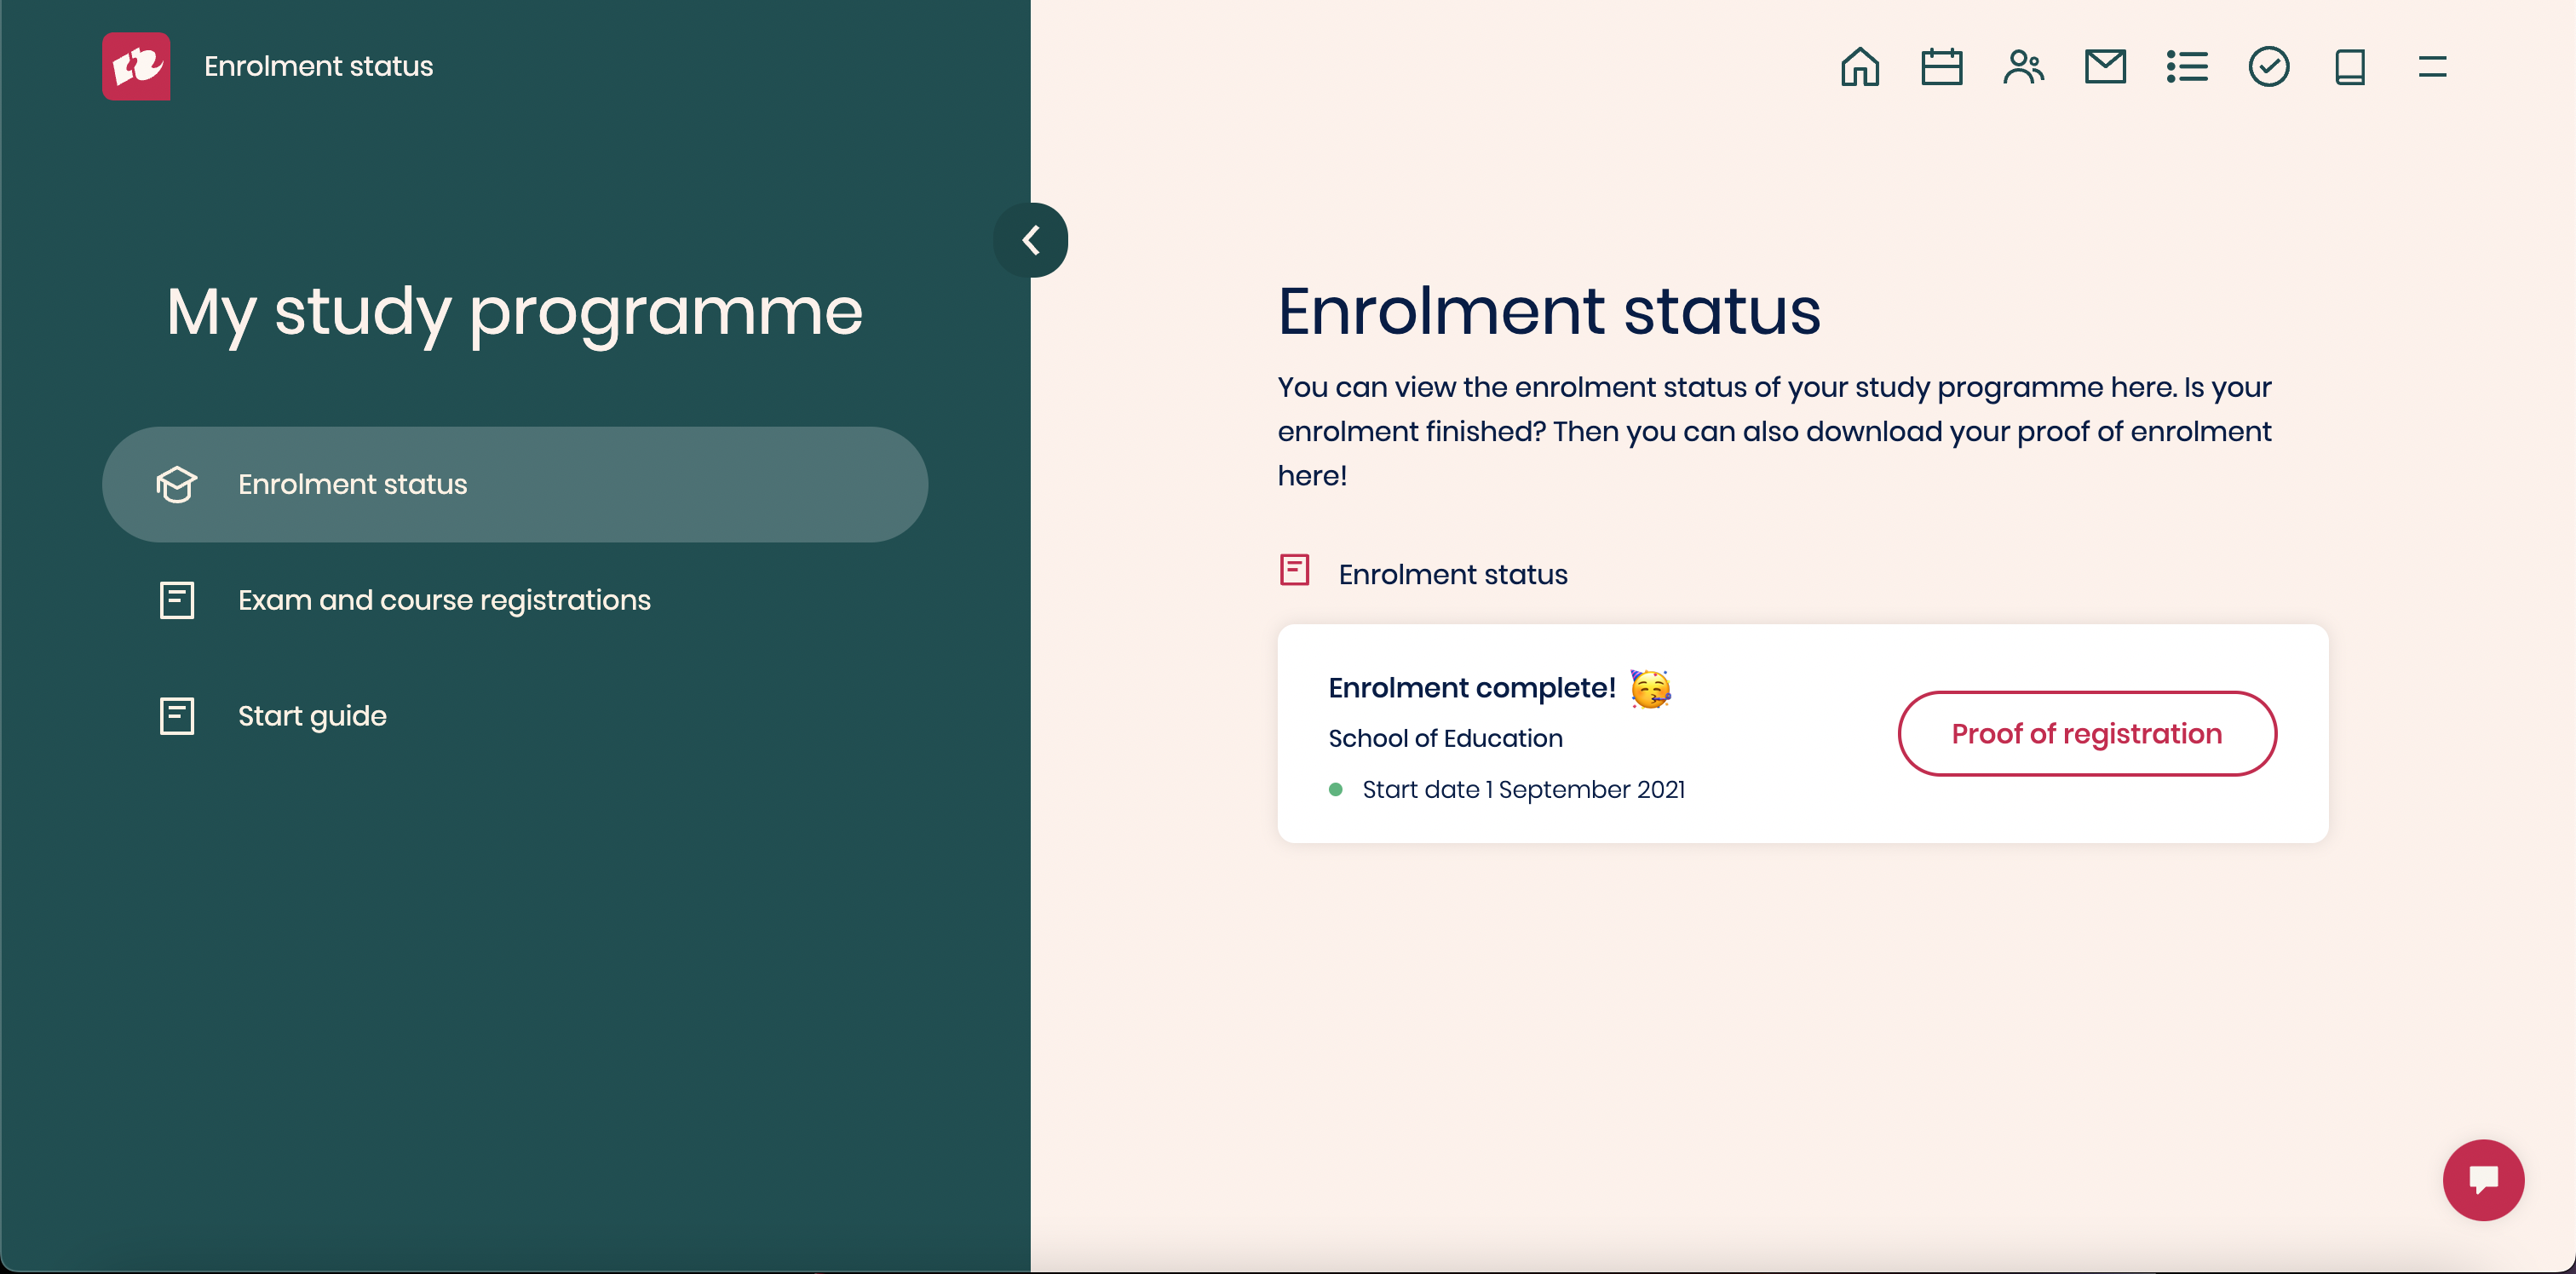 Enrolment status
My study programme
Enrolment status
Exam and course registrations
Start guide
Enrolment status
You can view the enrolment status of your study programme here. Is your
enrolment finished? Then you can also download your proof of enrolment
here!
Enrolment status
Enrolment complete! 🥳
School of Education
Start date 1 September 2021
Proof of registration